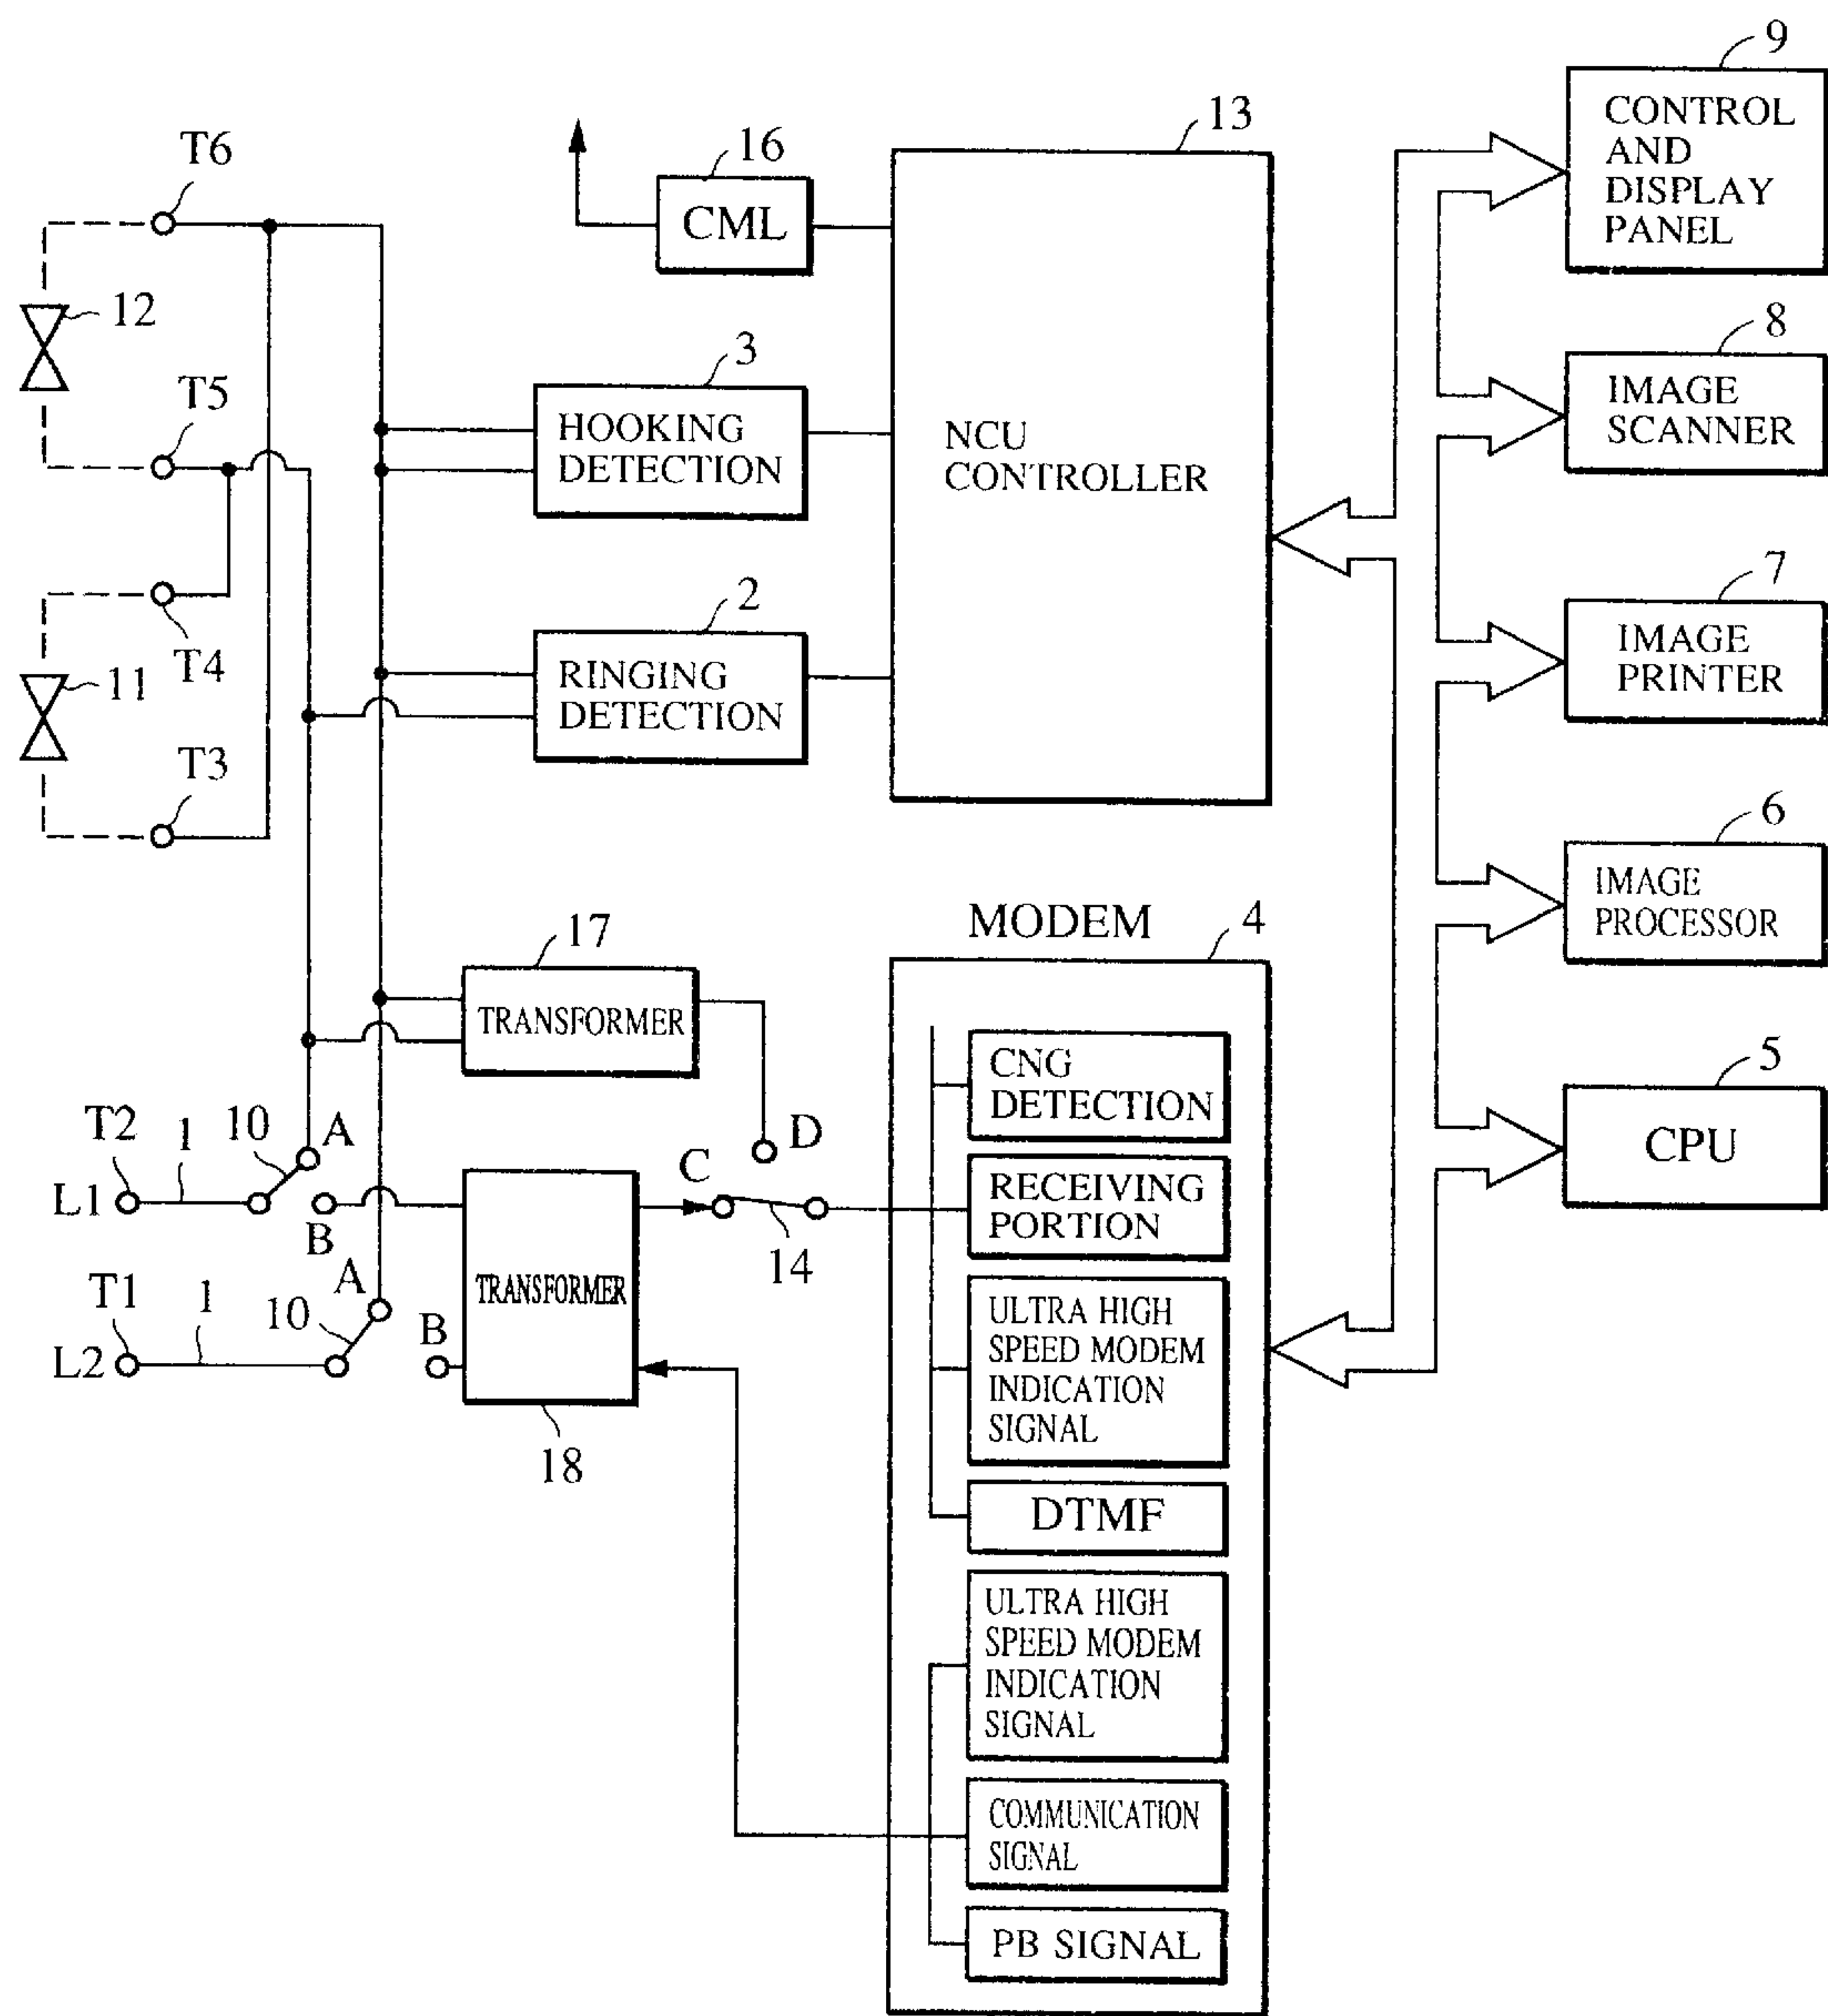 9
CONTROL
AND
DISPLAY
PANEL
13
16
CML
T6
12
8
IMAGE
SCANNER
3
HOOKING
DETECTION
NCU
CONTROLLER
T5
7
IMAGE
PRINTER
2
RINGING
DETECTION
T4
11
T3
6
IMAGE
PROCESSOR
MODEM
4
17
TRANSFORMER
CNG
DETECTION
5
CPU
T2
1
10
A
D
C
L1
B
RECEIVING
PORTION
14
T1
1
10
A
B
L2
TRANSFORMER
18
ULTRA HIGH
SPEED MODEM
INDICATION
SIGNAL
DTMF
ULTRA HIGH
SPEED MODEM
INDICATION
SIGNAL
COMMUNICATION
SIGNAL
PB SIGNAL